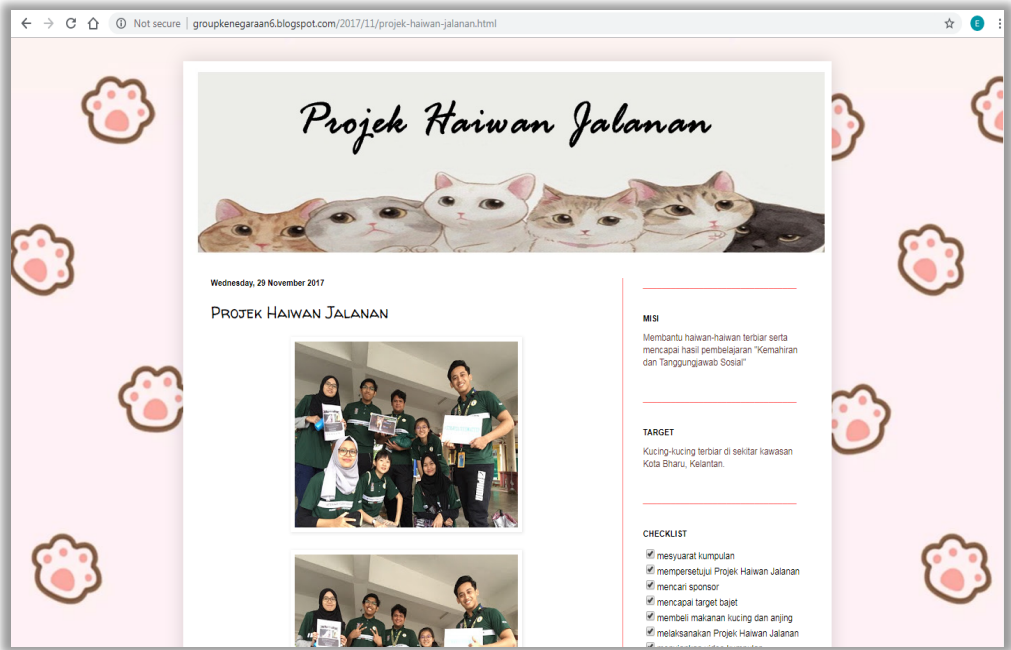 Not secure groupkenegaraan6.blogspot.com/2017/11/projek-haiwan-jalanan.html
E
Projek Haiwan Jalanan
Wednesday, 29 November 2017
Projek Haiwan Jalanan
MISI
Membantu haiwan-haiwan terbiar serta
mencapai hasil pembelajaran "Kemahiran
dan Tanggungjawab Sosial"
TARGET
Kucing-kucing terbiar di sekitar kawasan
Kota Bharu, Kelantan.
CHECKLIST
mesyuarat kumpulan
mempersetujui Projek Haiwan Jalanan
mencari sponsor
mencapai target bajet
membeli makanan kucing dan anjing
melaksanakan Projek Haiwan Jalanan